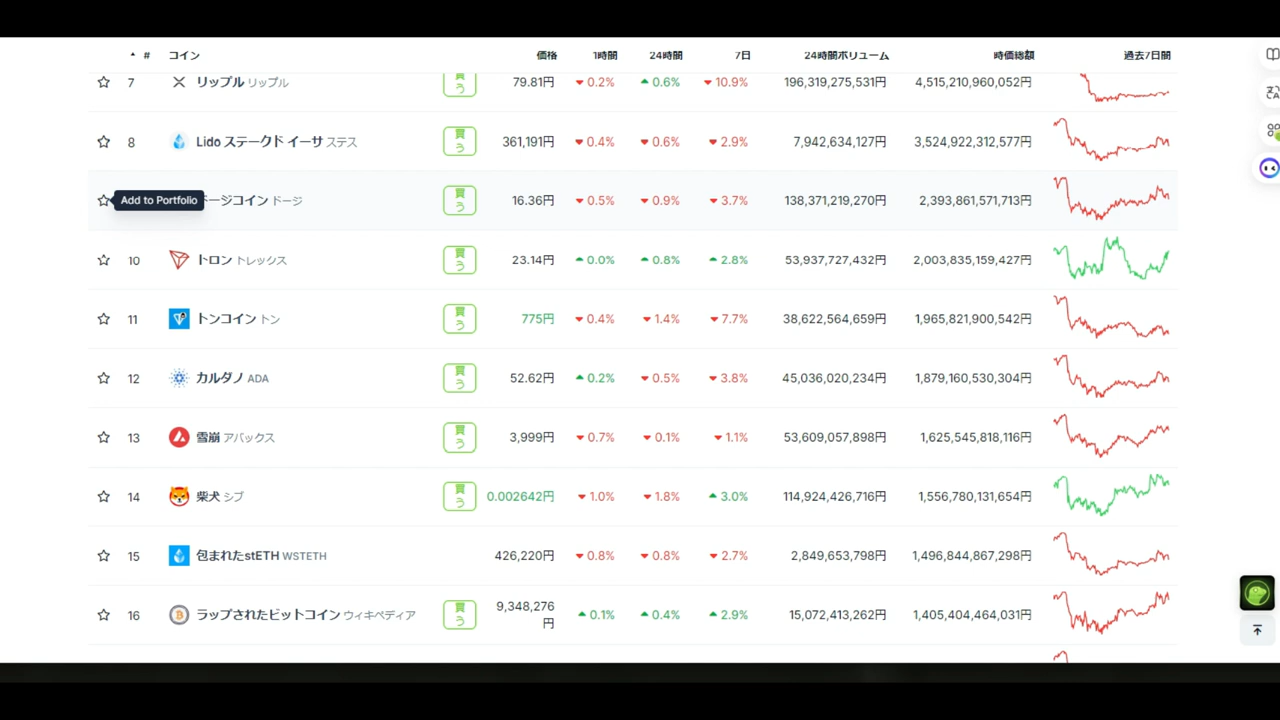 # コイン 価格 1時間 24時間 7日 24時間ボリューム 時価総額 過去7日間
7 リップル リップル 買う 79.81円 0.2% 0.6% 10.9% 196,319,275,531円 4,515,210,960,052円
8 Lido ステークド イーサ ステス 買う 361,191円 0.4% 0.6% 2.9% 7,942,634,127円 3,524,922,312,577円
Add to Portfolio ージコイン ドージ 買う 16.36円 0.5% 0.9% 3.7% 138,371,219,270円 2,393,861,571,713円
10 トロン トレックス 買う 23.14円 0.0% 0.8% 2.8% 53,937,727,432円 2,003,835,159,427円
11 トンコイン トン 買う 775円 0.4% 1.4% 7.7% 38,622,564,659円 1,965,821,900,542円
12 カルダノ ADA 買う 52.62円 0.2% 0.5% 3.8% 45,036,020,234円 1,879,160,530,304円
13 雪崩 アバックス 買う 3,999円 0.7% 0.1% 1.1% 53,609,057,898円 1,625,545,818,116円
14 柴犬 シブ 買う 0.002642円 1.0% 1.8% 3.0% 114,924,426,716円 1,556,780,131,654円
15 包まれたstETH WSTETH 426,220円 0.8% 0.8% 2.7% 2,849,653,798円 1,496,844,867,298円
16 ラップされたビットコイン ウィキペディア 買う 9,348,276円 0.1% 0.4% 2.9% 15,072,413,262円 1,405,404,464,031円